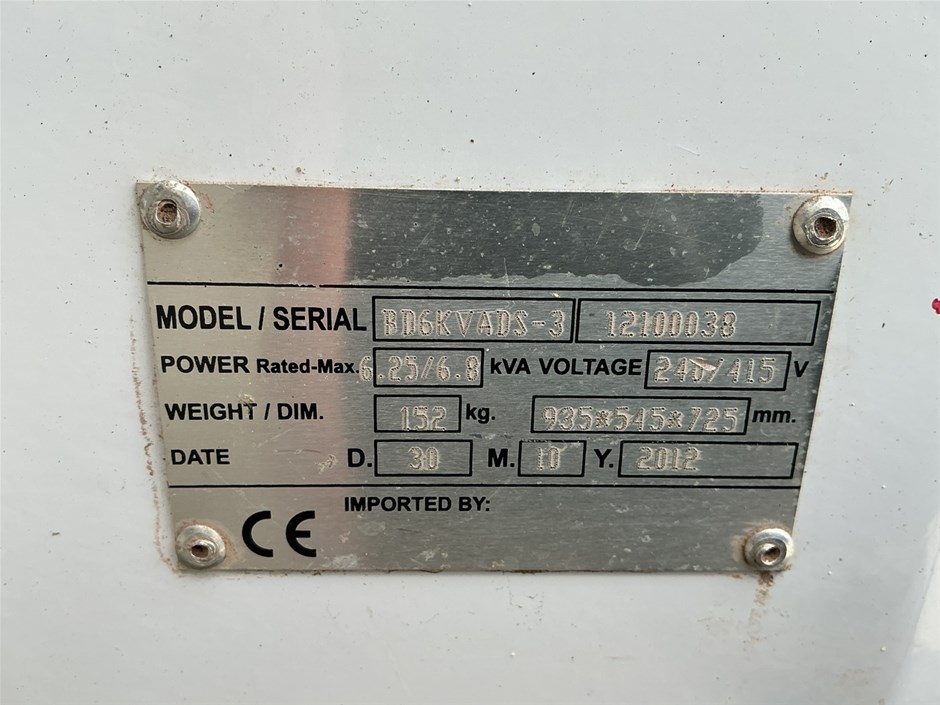 MODEL / SERIAL BD6KVADS-3 12100038
POWER Rated-Max. 6.25/6.8 kVA VOLTAGE 240/415 V
WEIGHT / DIM. 152 kg. 935*545*725 mm.
DATE D. 30 M. 10 Y. 2012
IMPORTED BY:
CE